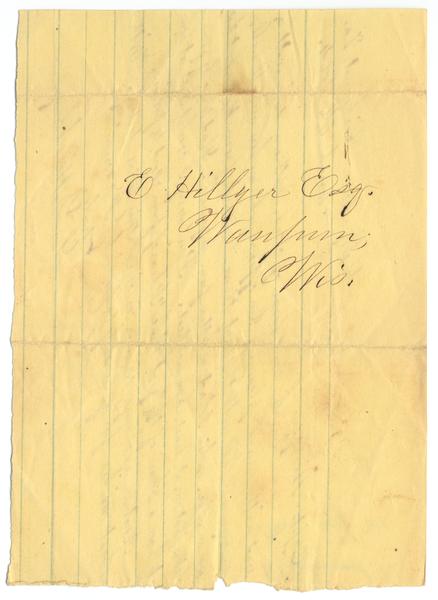 E Hillyer Esq.
Waupun,
Wis.